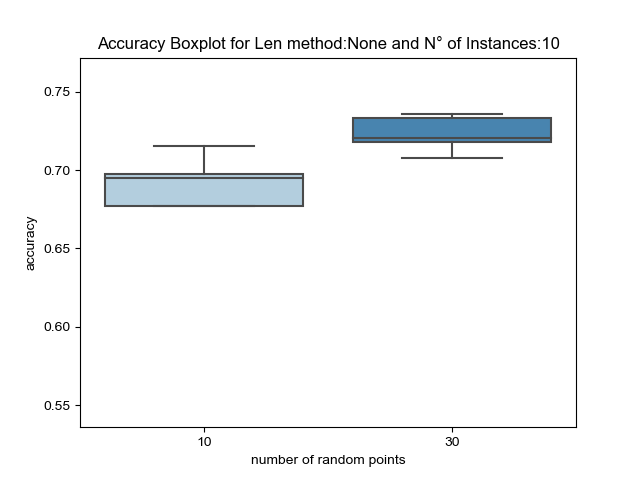 Accuracy Boxplot for Len method:None and N° of Instances:10
accuracy
0.75
0.70
0.65
0.60
0.55
10 30
number of random points